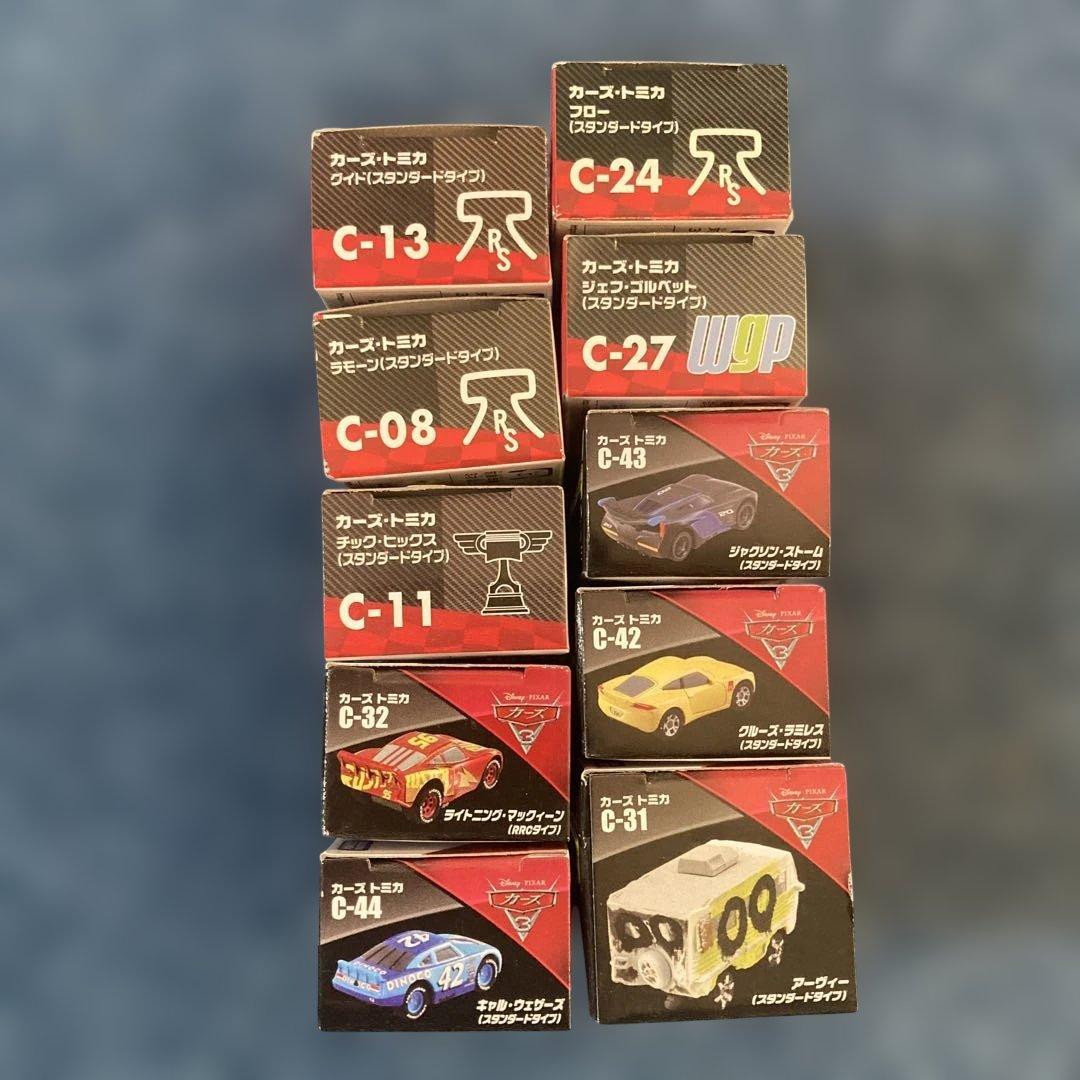 カーズ・トミカ
グイド(スタンダードタイプ)
C-13
RS
カーズ・トミカ
ラモーン(スタンダードタイプ)
C-08
RS
カーズ・トミカ
チック・ヒックス
(スタンダードタイプ)
C-11
カーズ トミカ
C-32
Disney・PIXAR
カーズ
3
95
ライトニング・マックィーン
(RRCタイプ)
カーズ トミカ
C-44
Disney・PIXAR
カーズ
3
42
DINOCO
DINOCO
42
キャル・ウェザーズ
(スタンダードタイプ)
カーズ・トミカ
フロー
(スタンダードタイプ)
C-24
RS
カーズ・トミカ
ジェフ・ゴルベット
(スタンダードタイプ)
C-27
wgp
カーズ トミカ
C-43
Disney・PIXAR
カーズ
3
ジャクソン・ストーム
(スタンダードタイプ)
カーズ トミカ
C-42
Disney・PIXAR
カーズ
3
クルーズ・ラミレス
(スタンダードタイプ)
カーズ トミカ
C-31
Disney・PIXAR
カーズ
3
アーヴィー
(スタンダードタイプ)